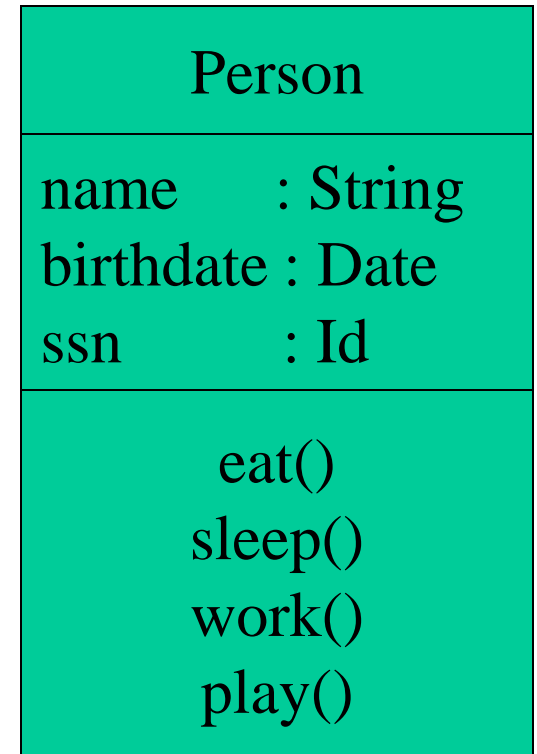 Person
name : String
birthdate : Date
ssn : Id
eat()
sleep()
work()
play()